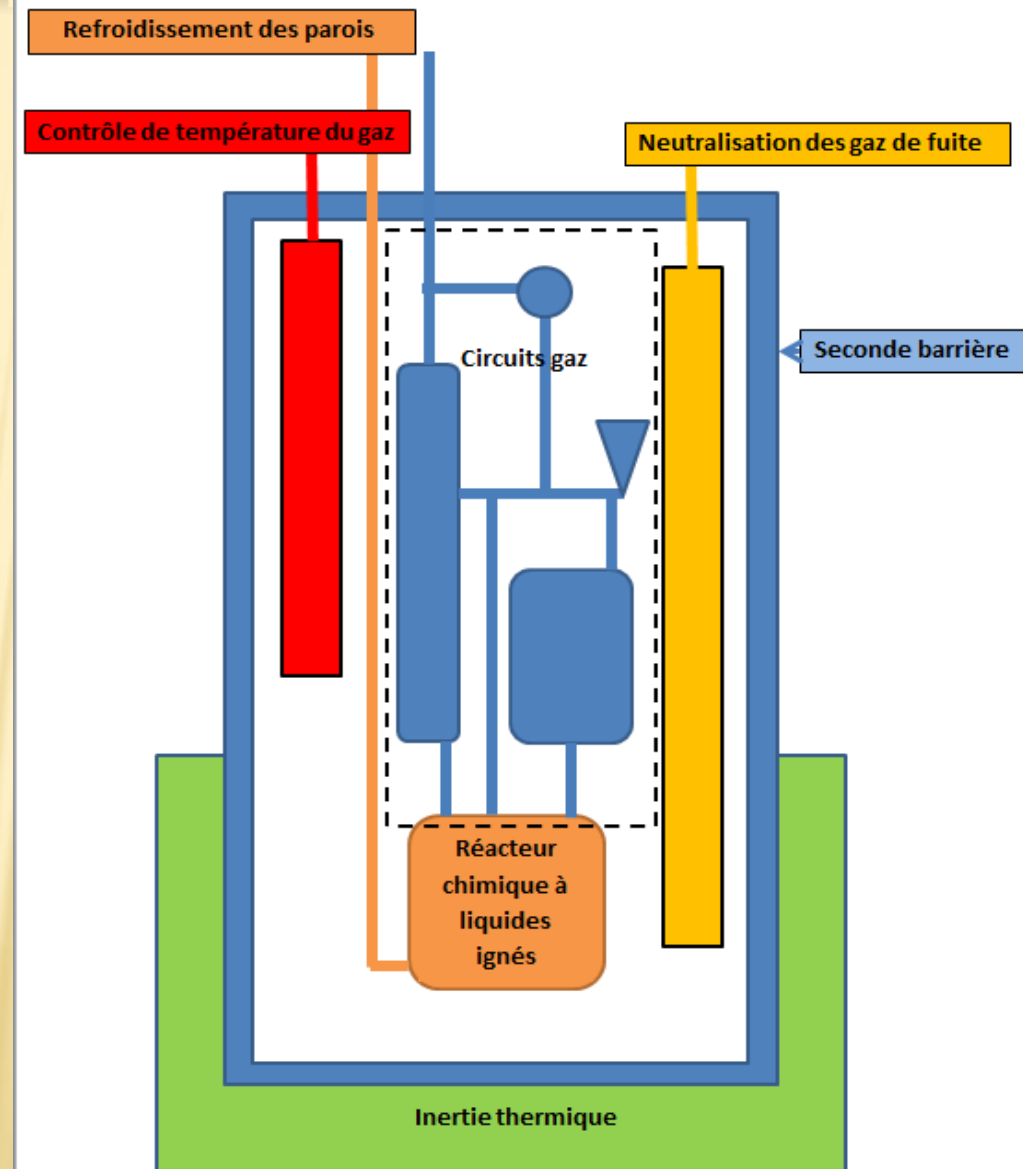 Refroidissement des parois
Contrôle de température du gaz
Neutralisation des gaz de fuite
Seconde barrière
Circuits gaz
Réacteur
chimique à
liquides
ignés
Inertie thermique